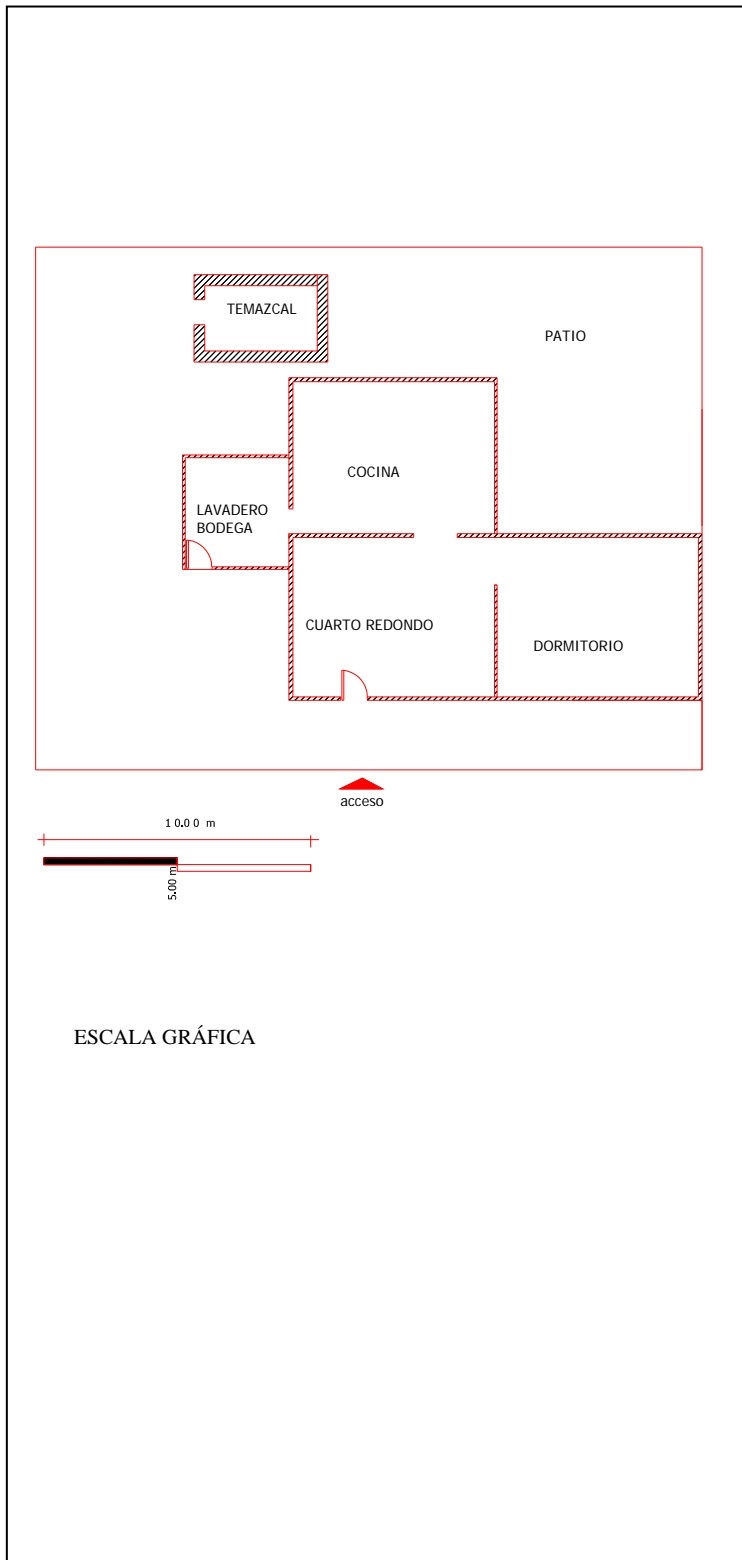 TEMAZCAL
PATIO
COCINA
LAVADERO
BODEGA
CUARTO REDONDO
DORMITORIO
acceso
10.00 m
5.00 m
ESCALA GRÁFICA